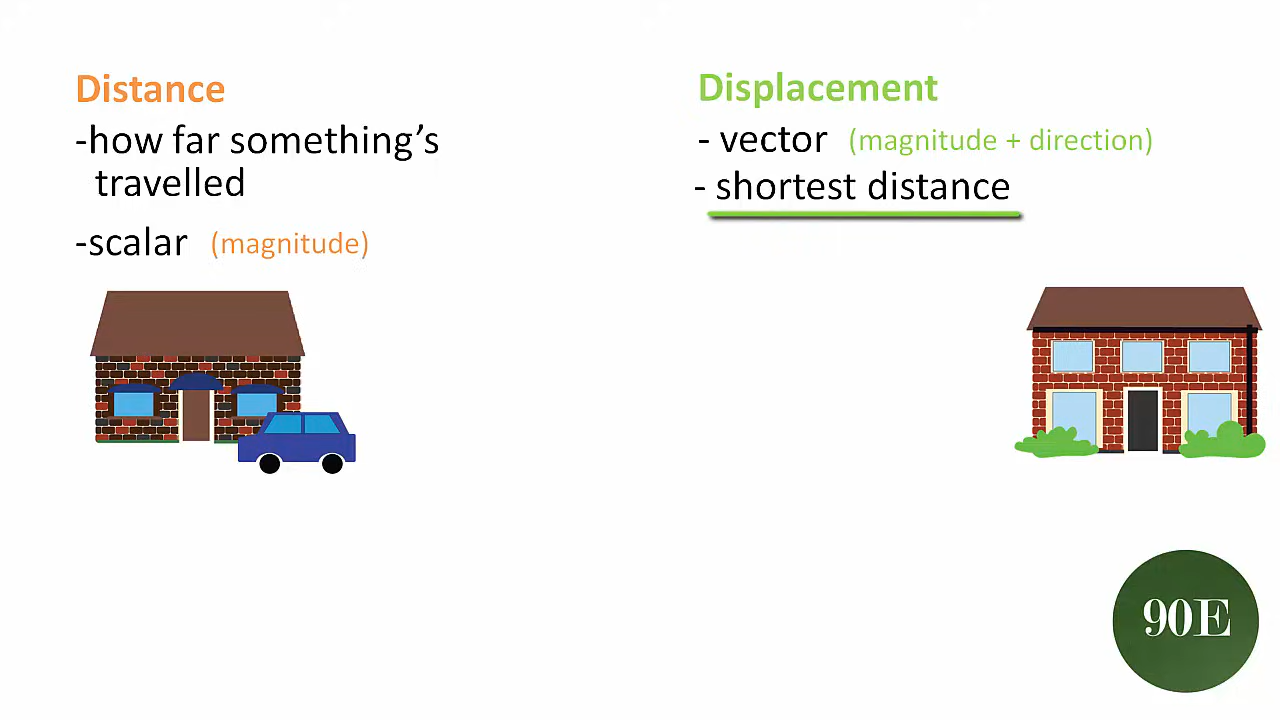 Distance
-how far something’s
travelled
-scalar (magnitude)
Displacement
- vector (magnitude + direction)
- shortest distance
90E